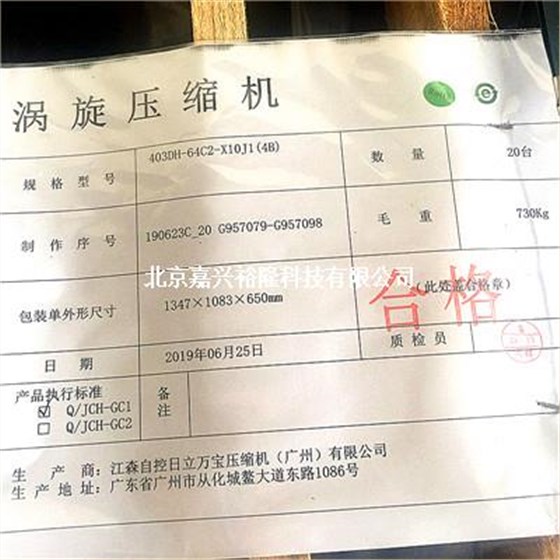 涡旋压缩机
规格型号 403DH-64C2-X10J1(4B) 数量 20台
制作序号 190623C_20 G957079-G957098 毛重 730Kg
北京嘉兴裕隆科技有限公司
包装单外形尺寸 1347×1083×650mm (此处盖合格章)
合格
日期 2019年06月25日 质检员
产品执行标准 备注
☑ Q/JCH-GC1
☐ Q/JCH-GC2
生产商:江森自控日立万宝压缩机(广州)有限公司
生产地址:广东省广州市从化城鳌大道东路1086号